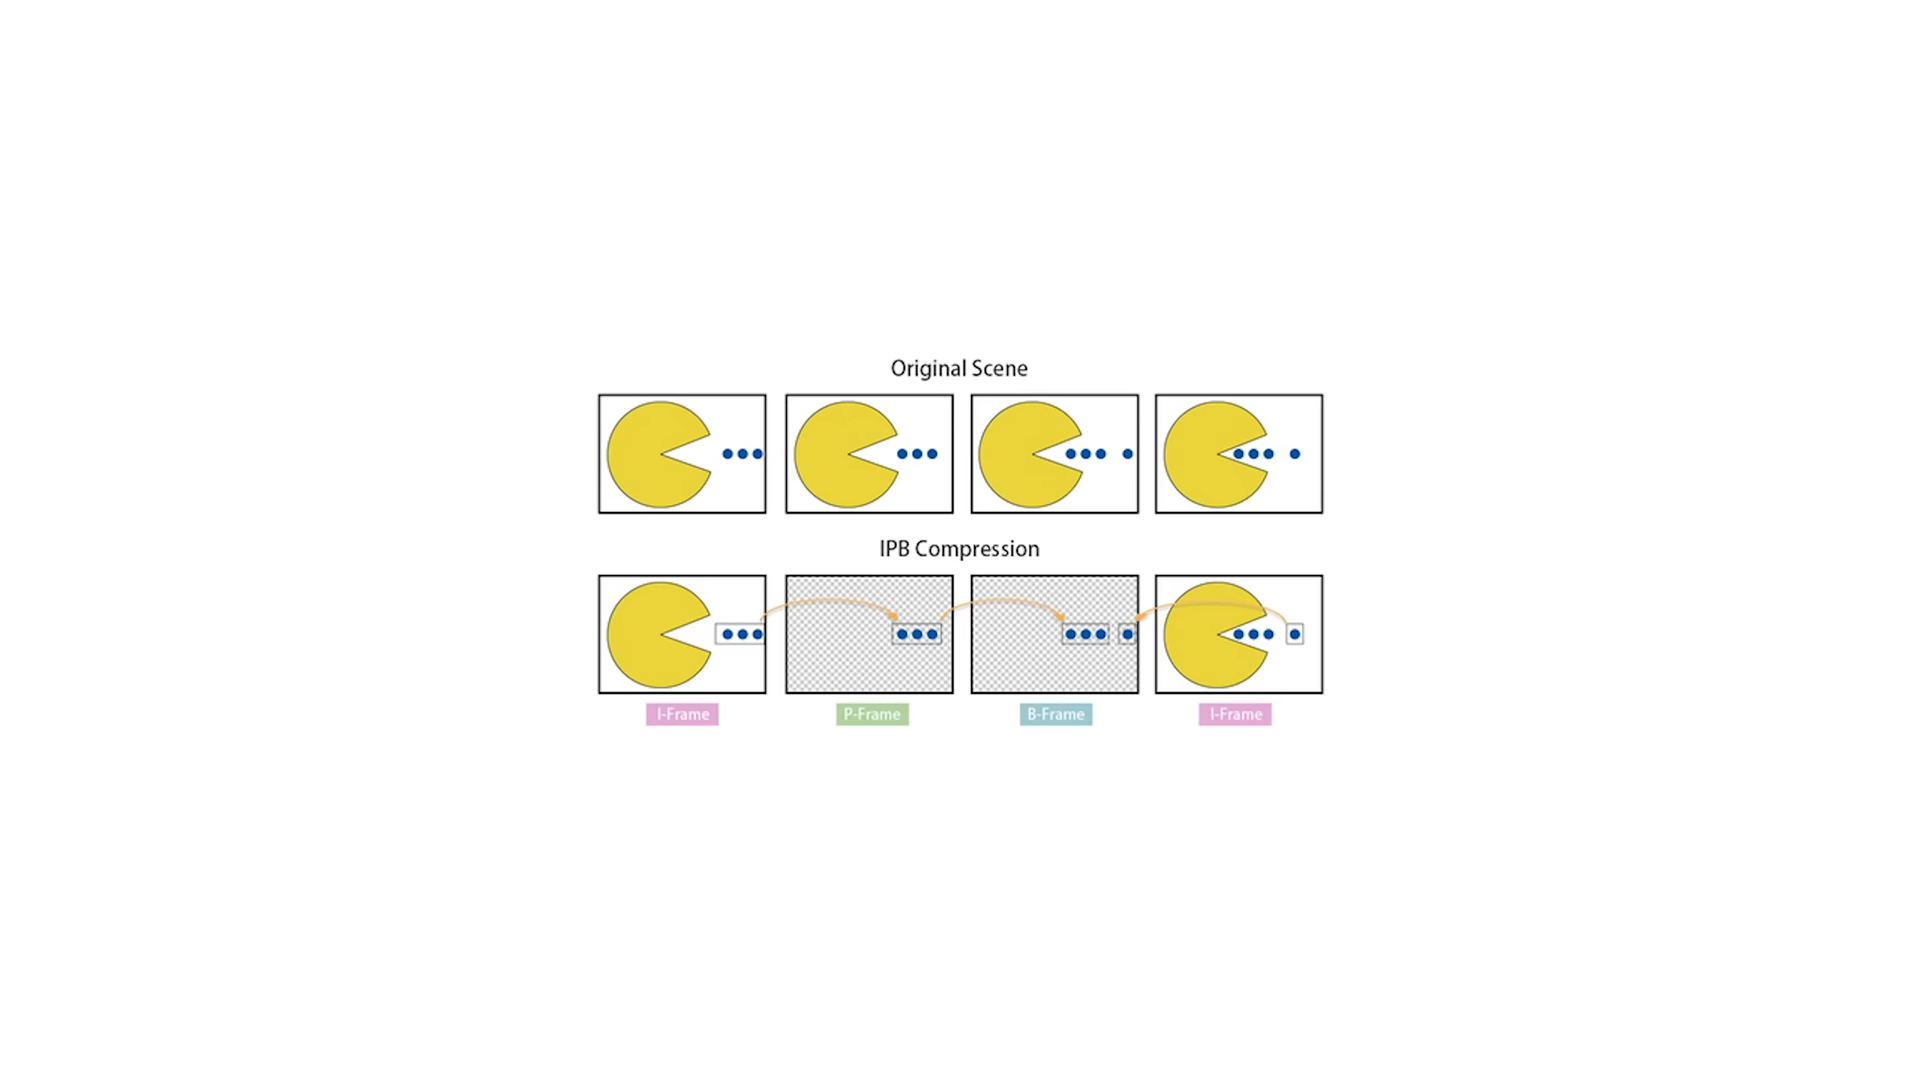 Original Scene
IPB Compression
I-Frame
P-Frame
B-Frame
I-Frame